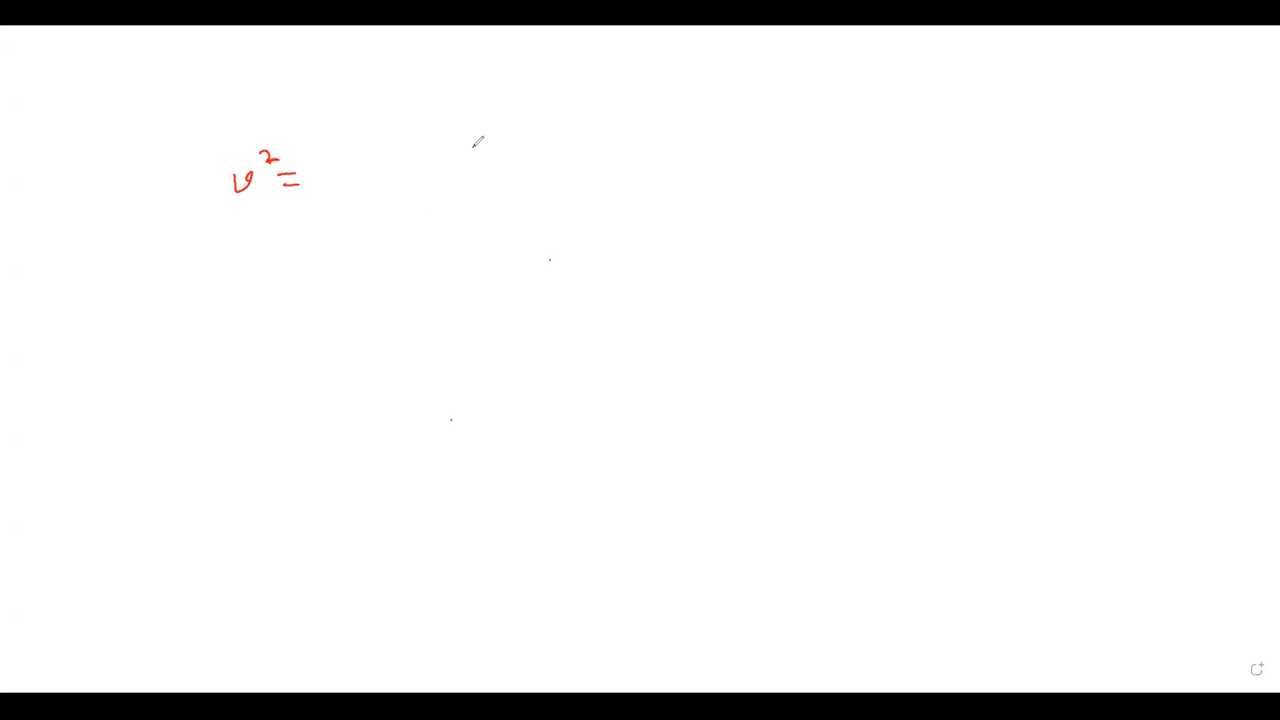 v² =